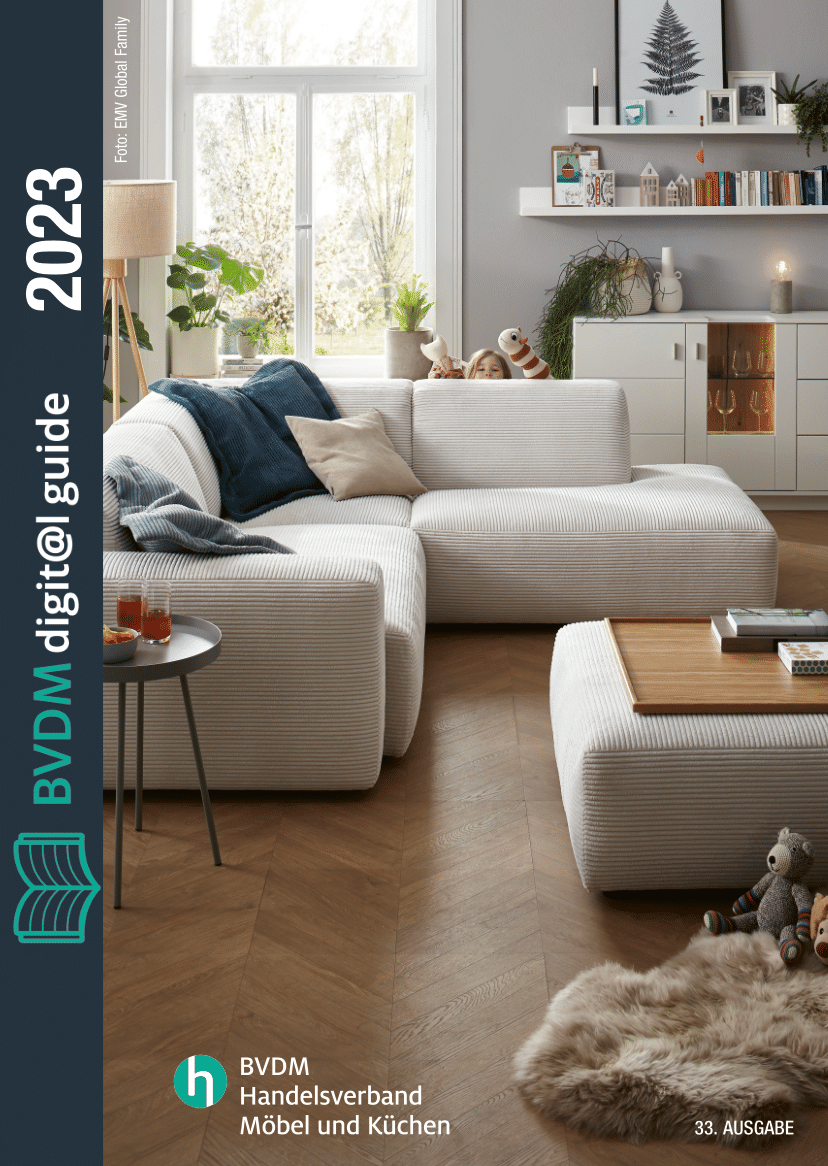 Foto: EMV Global Family
BVDM digit@l guide 2023
h
BVDM
Handelsverband
Möbel und Küchen
33. AUSGABE